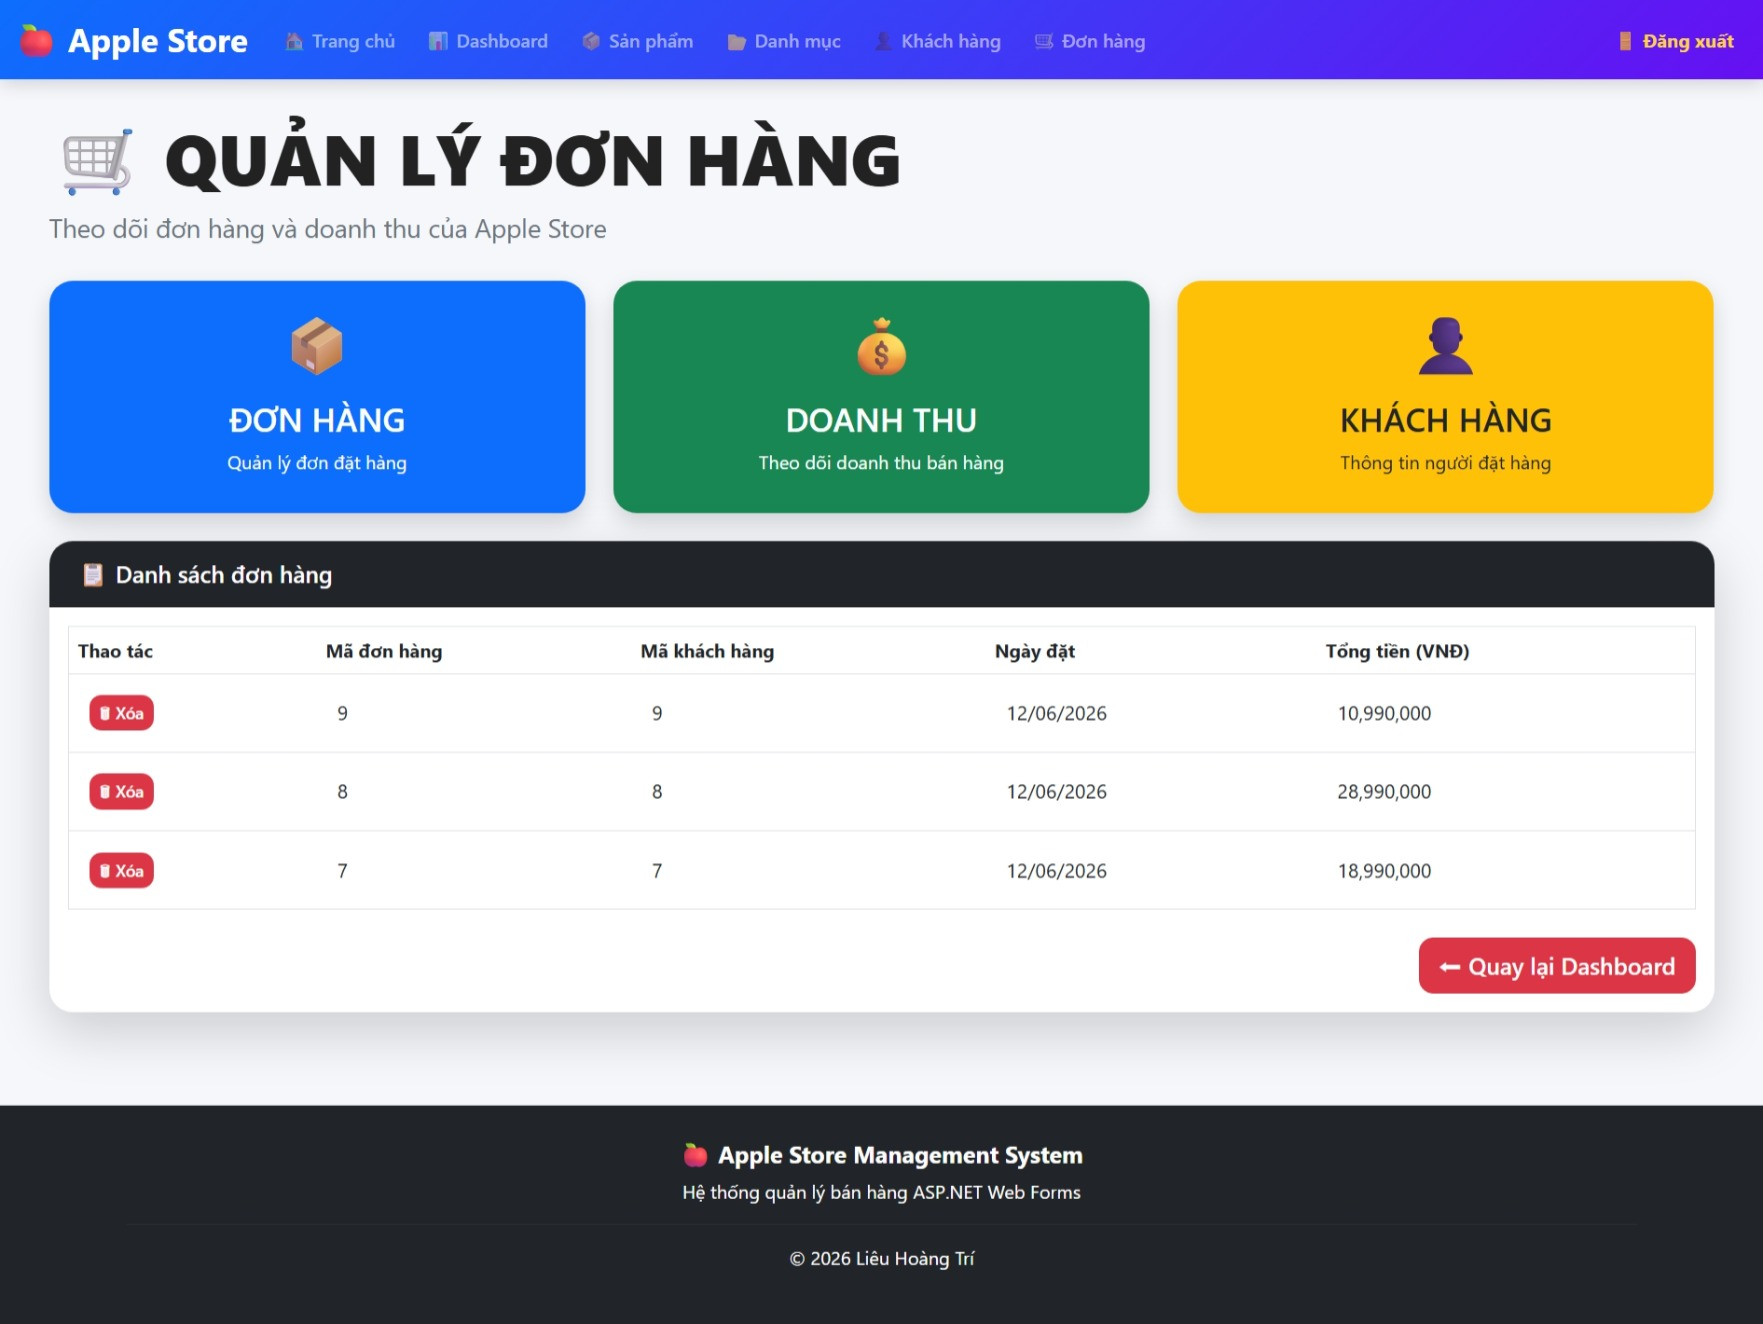 Apple Store Trang chủ Dashboard Sản phẩm Danh mục Khách hàng Đơn hàng Đăng xuất
QUẢN LÝ ĐƠN HÀNG
Theo dõi đơn hàng và doanh thu của Apple Store
ĐƠN HÀNG
Quản lý đơn đặt hàng
DOANH THU
Theo dõi doanh thu bán hàng
KHÁCH HÀNG
Thông tin người đặt hàng
Danh sách đơn hàng
Thao tác Mã đơn hàng Mã khách hàng Ngày đặt Tổng tiền (VNĐ)
Xóa 9 9 12/06/2026 10,990,000
Xóa 8 8 12/06/2026 28,990,000
Xóa 7 7 12/06/2026 18,990,000
Quay lại Dashboard
Apple Store Management System
Hệ thống quản lý bán hàng ASP.NET Web Forms
© 2026 Liêu Hoàng Trí